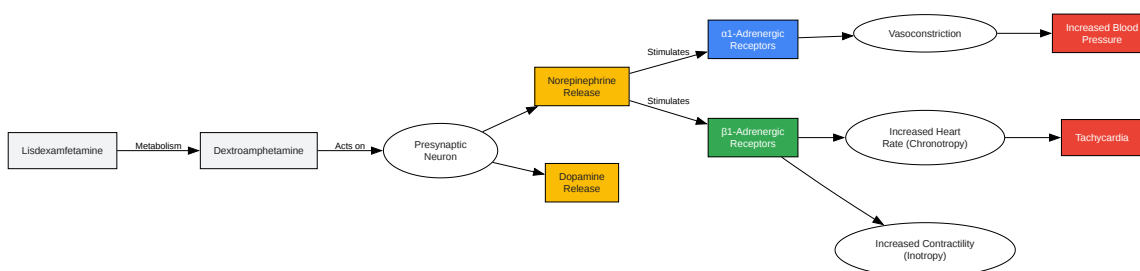 Lisdexamfetamine
Metabolism
Dextroamphetamine
Acts on
Presynaptic
Neuron
Norepinephrine
Release
Dopamine
Release
Stimulates
Stimulates
α1-Adrenergic
Receptors
β1-Adrenergic
Receptors
Vasoconstriction
Increased Heart
Rate (Chronotropy)
Increased Contractility
(Inotropy)
Increased Blood
Pressure
Tachycardia